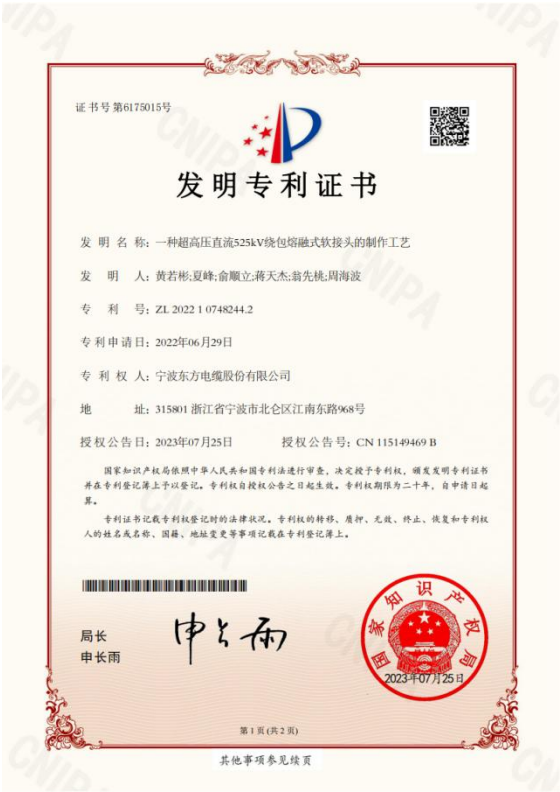 证书号第6175015号
发明专利证书
发 明 名 称：一种超高压直流525kV绕包熔融式软接头的制作工艺
发 明 人：黄若彬;夏峰;俞顺立;蒋天杰;翁先桃;周海波
专 利 号：ZL 2022 1 0748244.2
专利申请日：2022年06月29日
专 利 权 人：宁波东方电缆股份有限公司
地 址：315801 浙江省宁波市北仑区江南东路968号
授权公告日：2023年07月25日 授权公告号：CN 115149469 B
国家知识产权局依照中华人民共和国专利法进行审查，决定授予专利权，颁发发明专利证书
并在专利登记簿上予以登记。专利权自授权公告之日起生效。专利权期限为二十年，自申请日起
算。
专利证书记载专利权登记时的法律状况。专利权的转移、质押、无效、终止、恢复和专利权
人的姓名或名称、国籍、地址变更等事项记载在专利登记簿上。
局长
申长雨
申长雨
国家知识产权局
2023年07月25日
第 1 页 (共 2 页)
其他事项参见续页
CNIPA
CNIPA
CNIPA
CNIPA